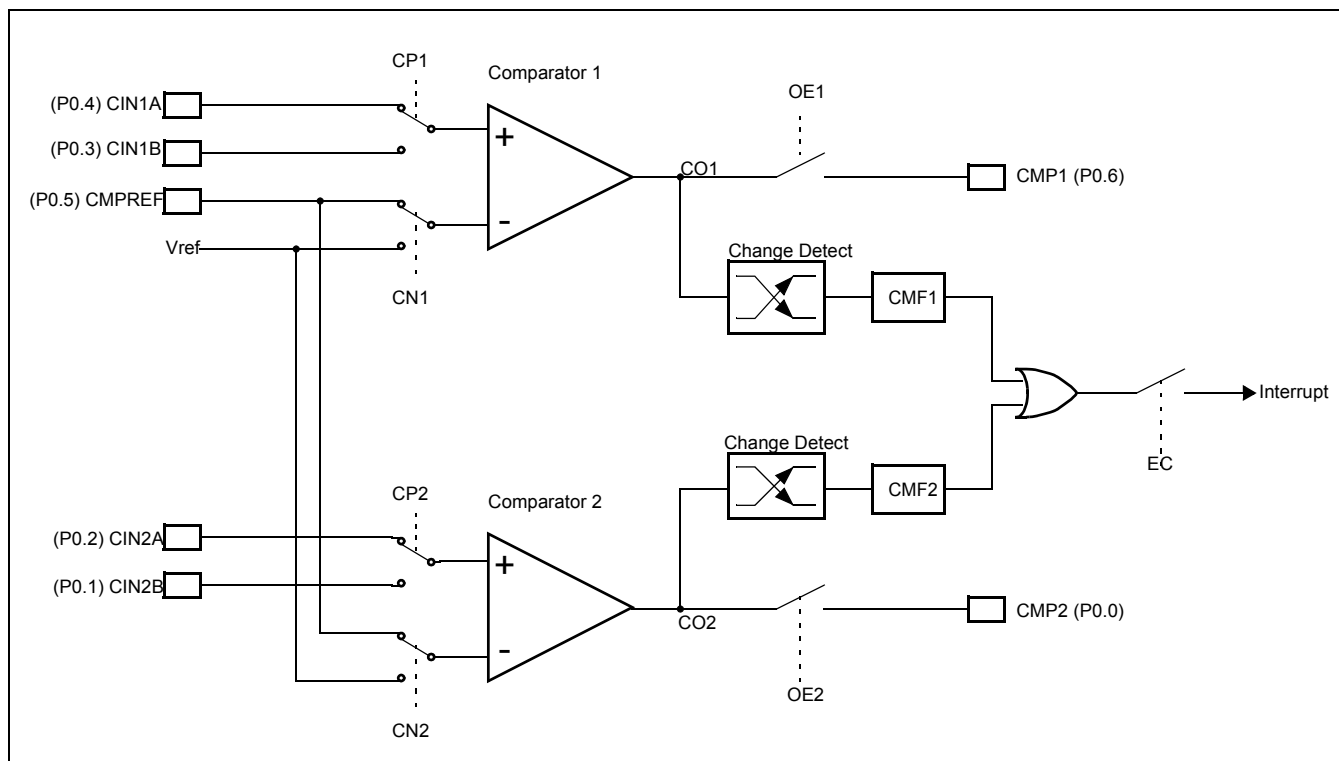 CP1
Comparator 1
OE1
(P0.4) CIN1A
(P0.3) CIN1B
+
CO1
CMP1 (P0.6)
(P0.5) CMPREF
-
Vref
Change Detect
CN1
CMF1
Interrupt
Change Detect
EC
CP2
Comparator 2
CMF2
(P0.2) CIN2A
+
(P0.1) CIN2B
CO2
CMP2 (P0.0)
-
OE2
CN2